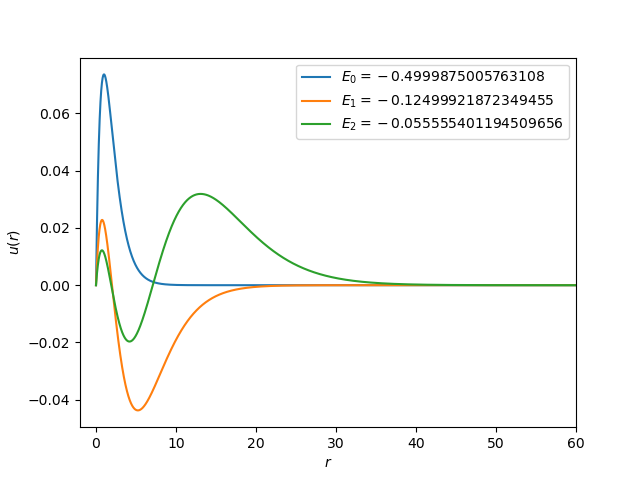 E₀ = −0.4999875005763108
E₁ = −0.12499921872349455
E₂ = −0.055555401194509656
0.06
0.04
0.02
0.00
−0.02
−0.04
u(r)
0 10 20 30 40 50 60
r